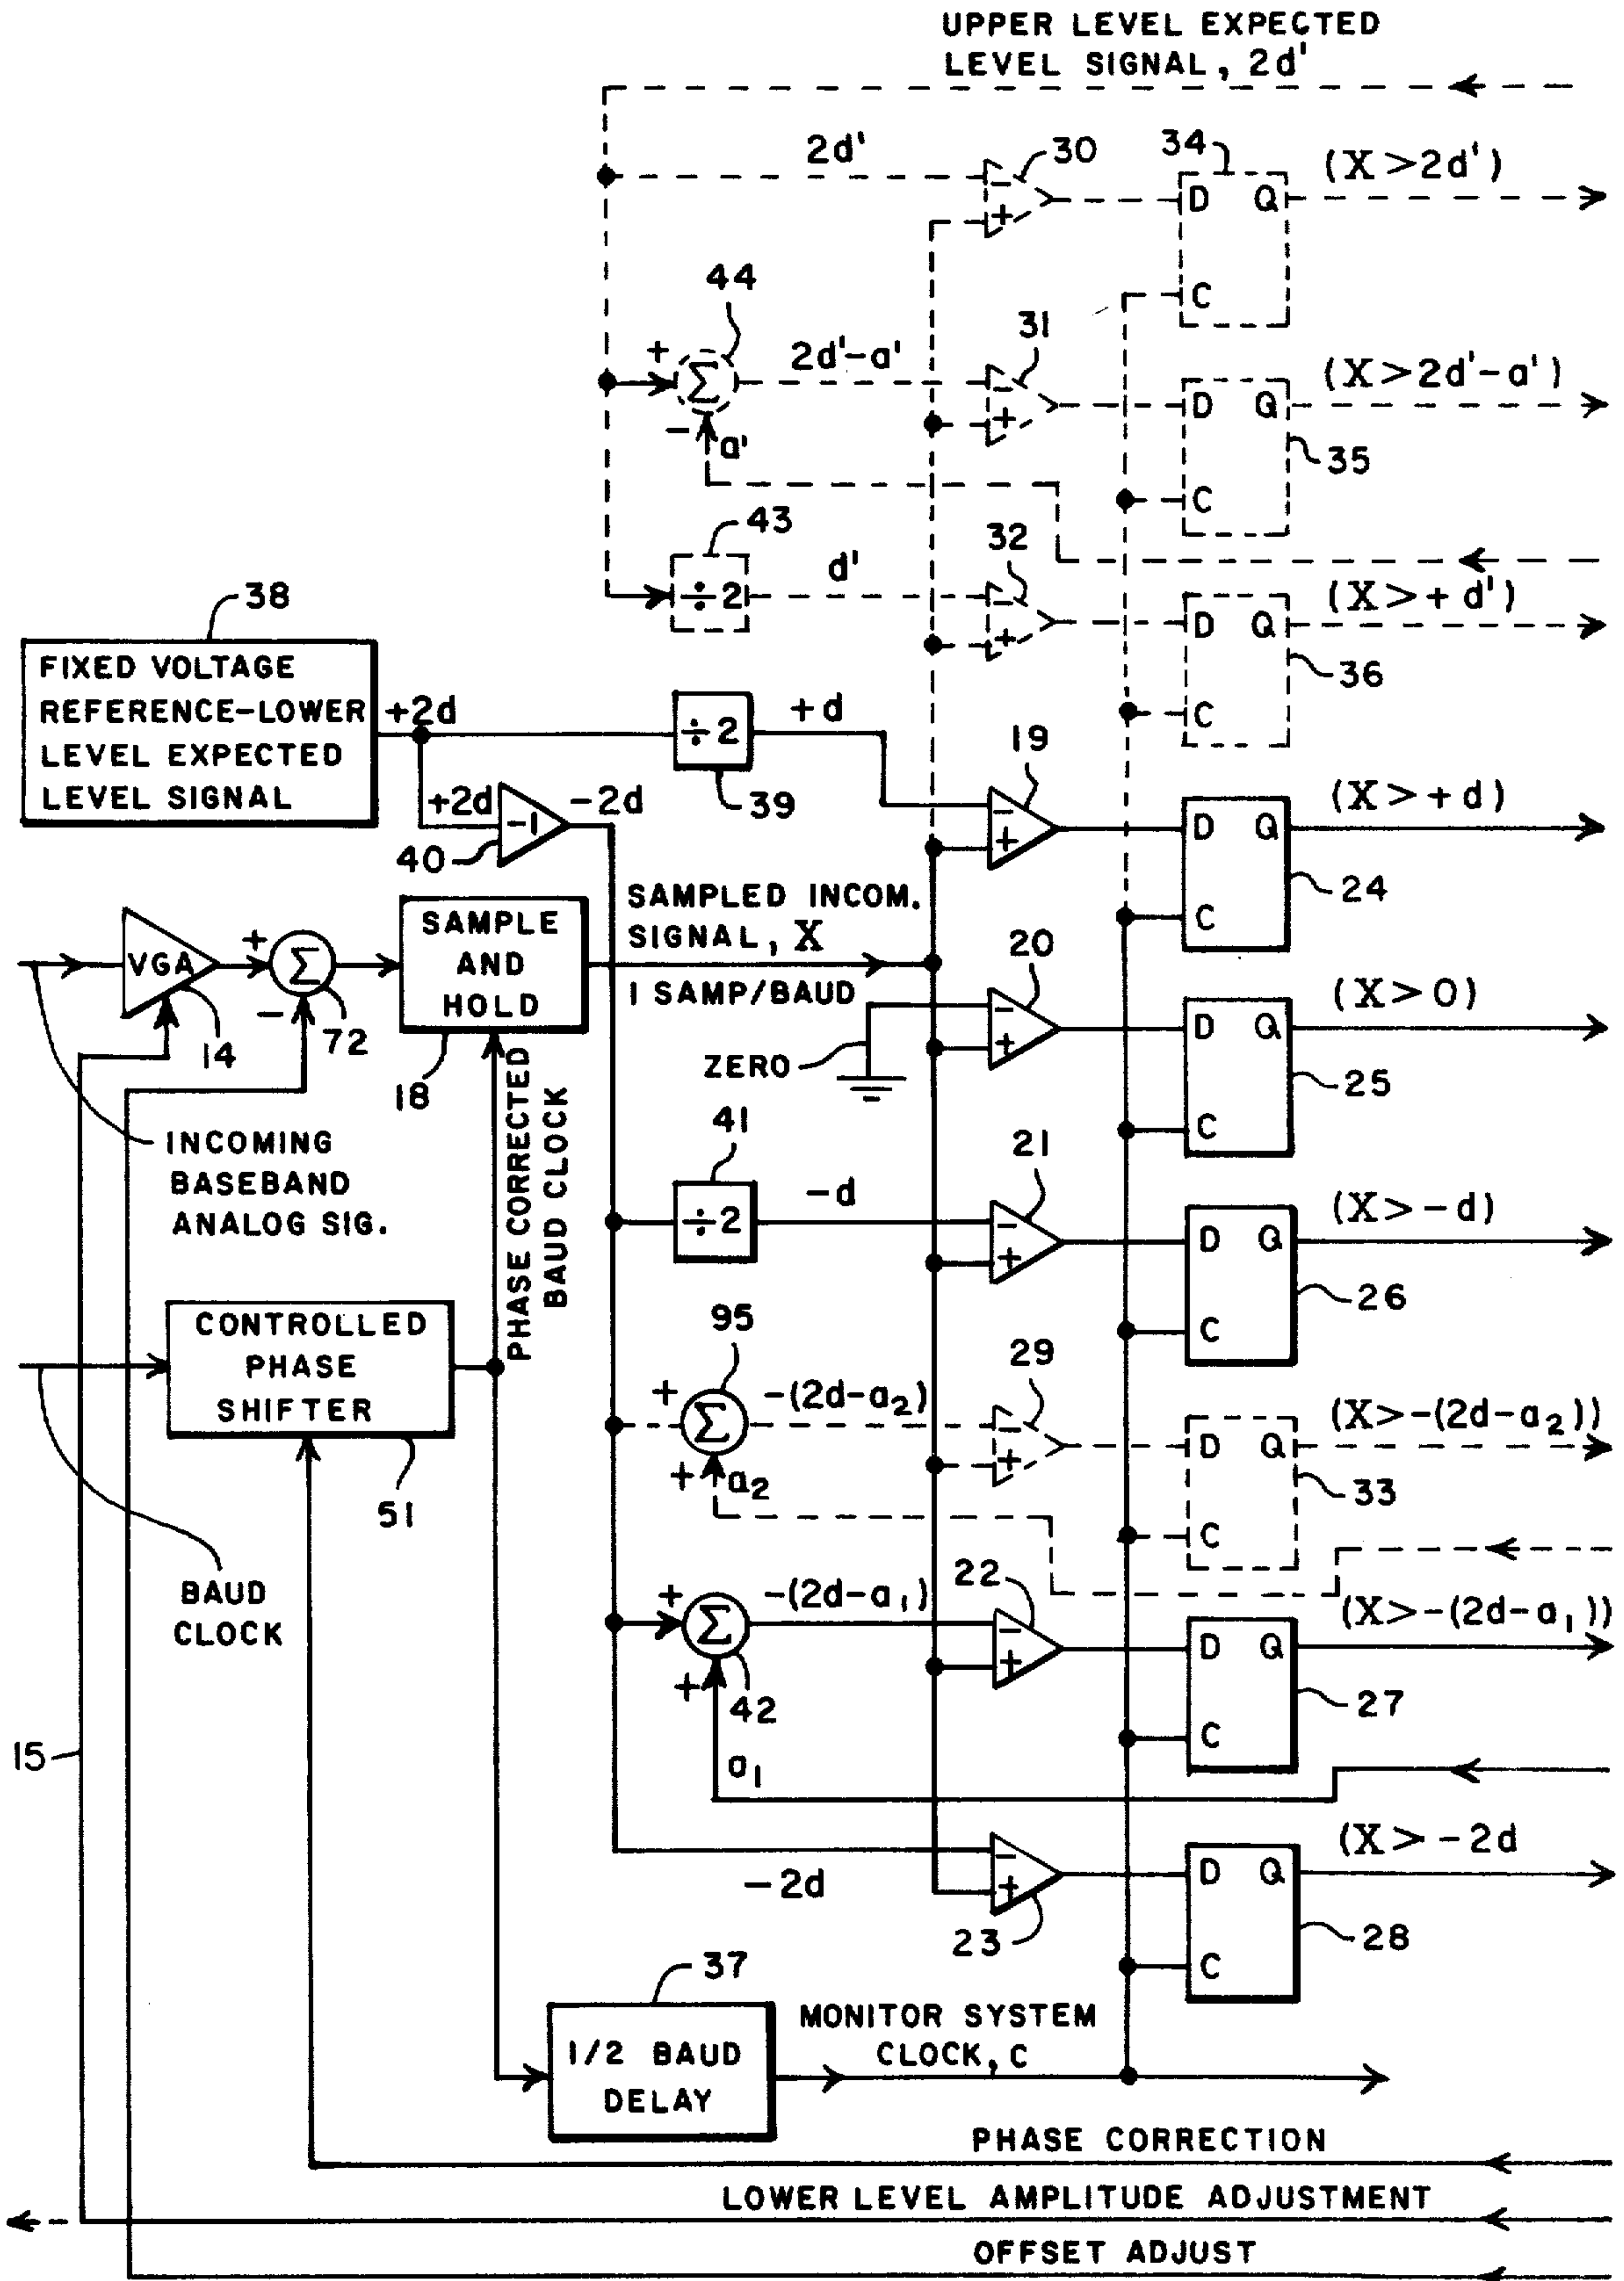 UPPER LEVEL EXPECTED
LEVEL SIGNAL, 2d'
2d'
-
+
30
34
D Q
C
(X>2d')
44
+
Σ
-
a'
2d'-a'
-
+
31
D Q
C
35
(X>2d'-a')
43
÷2
d'
-
+
32
D Q
C
36
(X>+d')
38
FIXED VOLTAGE
REFERENCE-LOWER
LEVEL EXPECTED
LEVEL SIGNAL
+2d
÷2
39
+d
+2d
-1
40
-2d
19
-
+
D Q
C
24
(X>+d)
VGA
14
+
Σ
-
72
SAMPLE
AND
HOLD
18
SAMPLED INCOM.
SIGNAL, X
1 SAMP/BAUD
ZERO
20
-
+
D Q
C
25
(X>0)
INCOMING
BASEBAND
ANALOG SIG.
PHASE CORRECTED
BAUD CLOCK
41
÷2
-d
21
-
+
D Q
C
26
(X>-d)
CONTROLLED
PHASE
SHIFTER
51
BAUD
CLOCK
95
+
Σ
+
a2
-(2d-a2)
29
-
+
D Q
C
33
(X>-(2d-a2))
+
Σ
+
42
a1
-(2d-a1)
22
-
+
D Q
C
27
(X>-(2d-a1))
15
-2d
-
+
23
D Q
C
28
(X>-2d
37
1/2 BAUD
DELAY
MONITOR SYSTEM
CLOCK, C
PHASE CORRECTION
LOWER LEVEL AMPLITUDE ADJUSTMENT
OFFSET ADJUST